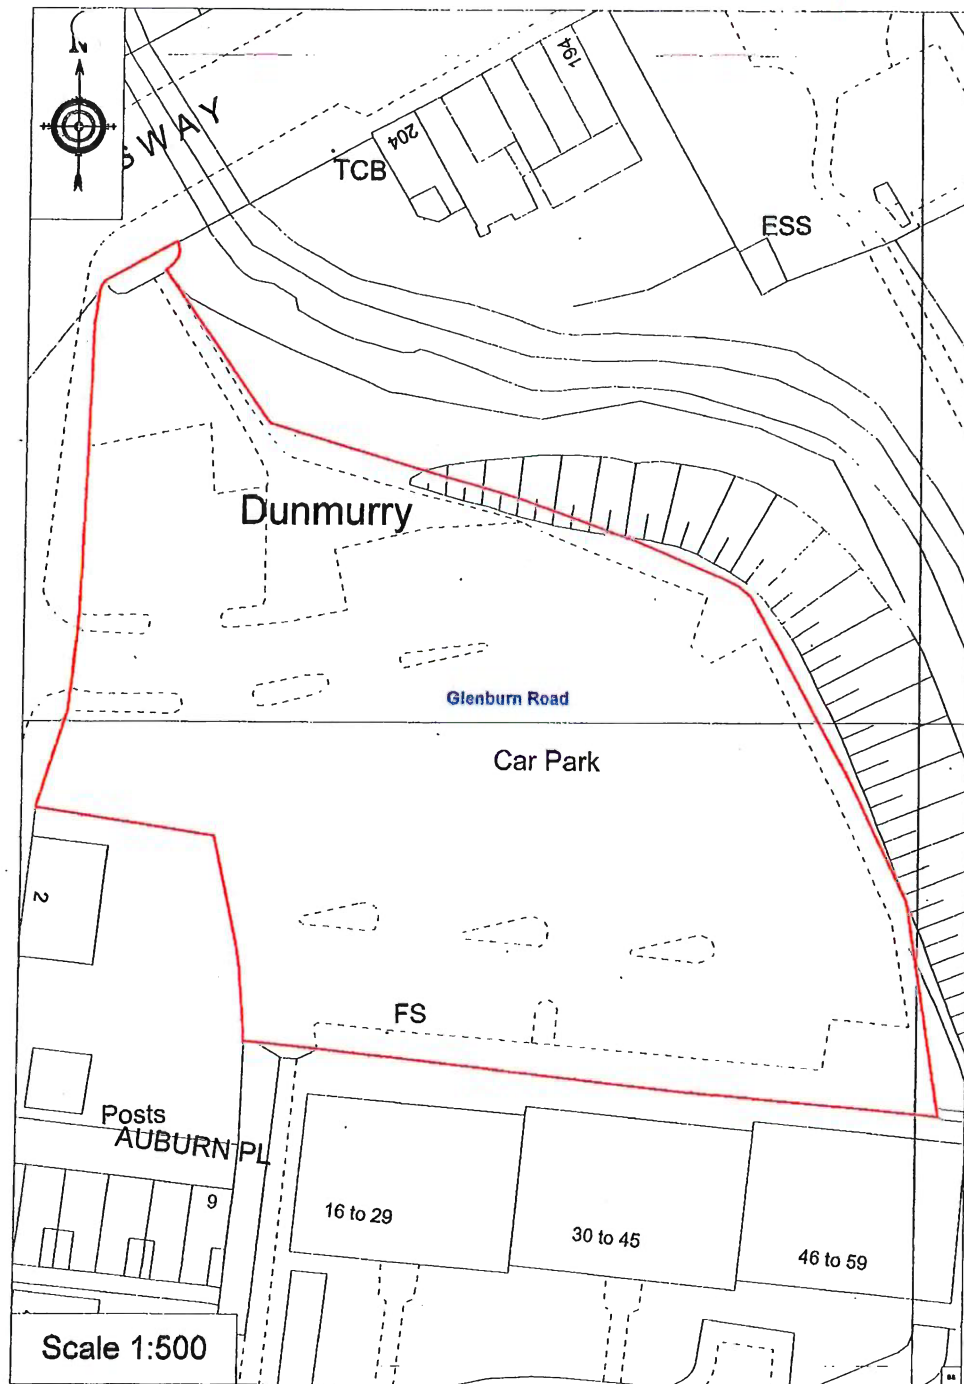 N
SWAY
194
204
TCB
ESS
Dunmurry
Glenburn Road
Car Park
2
FS
Posts
AUBURN PL
9
16 to 29
30 to 45
46 to 59
Scale 1:500